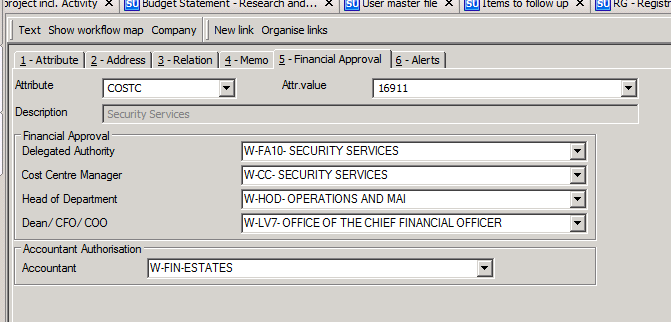 project incl. Activity SU Budget Statement - Research and... SU User master file SU Items to follow up SU RG - Regist
Text Show workflow map Company New link Organise links
1 - Attribute 2 - Address 3 - Relation 4 - Memo 5 - Financial Approval 6 - Alerts
Attribute COSTC Attr.value 16911
Description Security Services
Financial Approval
Delegated Authority W-FA10- SECURITY SERVICES
Cost Centre Manager W-CC- SECURITY SERVICES
Head of Department W-HOD- OPERATIONS AND MAI
Dean/ CFO/ COO W-LV7- OFFICE OF THE CHIEF FINANCIAL OFFICER
Accountant Authorisation
Accountant W-FIN-ESTATES